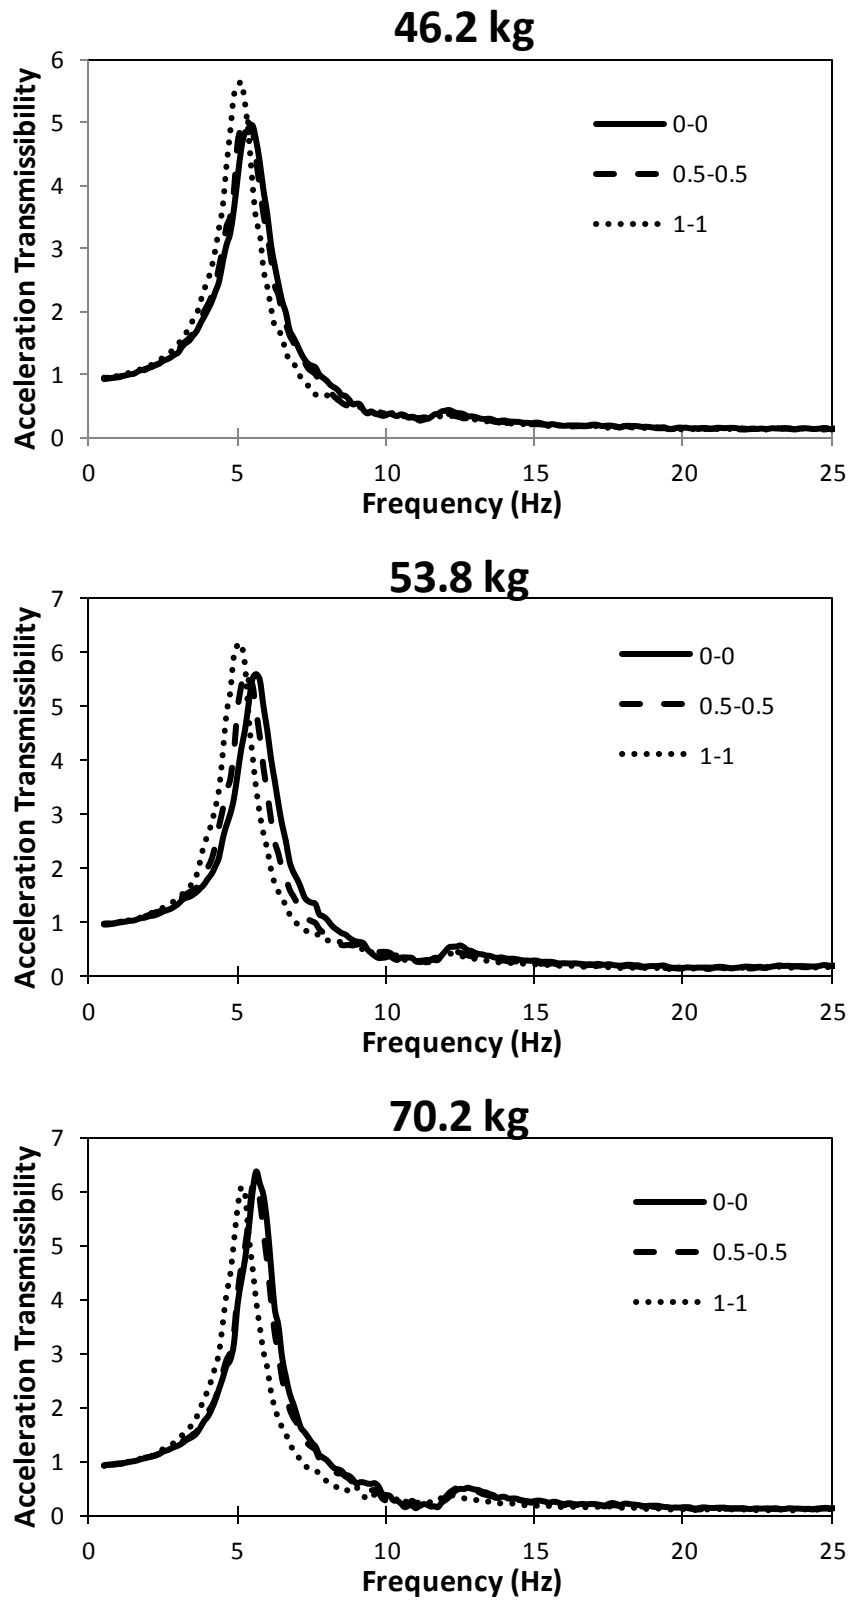 46.2 kg
Acceleration Transmissibility
6
5
4
3
2
1
0
0-0
0.5-0.5
1-1
0 5 10 15 20 25
Frequency (Hz)
53.8 kg
Acceleration Transmissibility
7
6
5
4
3
2
1
0
0-0
0.5-0.5
1-1
0 5 10 15 20 25
Frequency (Hz)
70.2 kg
Acceleration Transmissibility
7
6
5
4
3
2
1
0
0-0
0.5-0.5
1-1
0 5 10 15 20 25
Frequency (Hz)